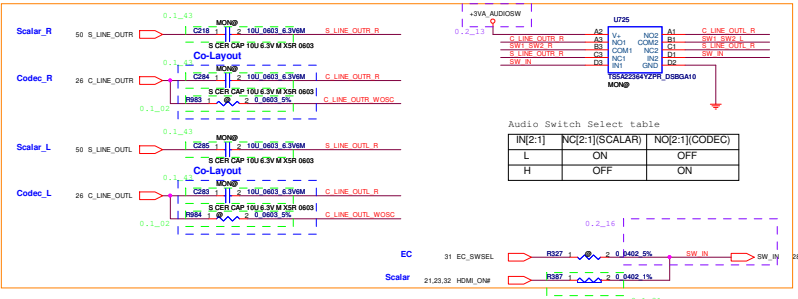 0.1_43
Scalar_R
50 S_LINE_OUTR
MON@
C218 1 2 10U_0603_6.3V6M S_LINE_OUTR_R
S CER CAP 10U 6.3V M X5R 0603
Co-Layout
0.1_43
Codec_R
26 C_LINE_OUTR
MON@
C284 1 2 10U_0603_6.3V6M C_LINE_OUTR_R
S CER CAP 10U 6.3V M X5R 0603
R983 1 @ 2 0_0603_5% C_LINE_OUTR_WOSC
0.1_02
0.1_43
Scalar_L
50 S_LINE_OUTL
MON@
C285 1 2 10U_0603_6.3V6M S_LINE_OUTL_R
S CER CAP 10U 6.3V M X5R 0603
Co-Layout
Codec_L
26 C_LINE_OUTL
MON@
C283 1 2 10U_0603_6.3V6M C_LINE_OUTL_R
S CER CAP 10U 6.3V M X5R 0603
R984 1 @ 2 0_0603_5% C_LINE_OUTL_WOSC
0.1_02
+3VA_AUDIOSW
0.2_13
U725
A2 V+ NO2 A1 C_LINE_OUTL_R
C_LINE_OUTR_R A3 NO1 COM2 B1 SW1_SW2_L
SW1_SW2_R B3 COM1 NC2 C1 S_LINE_OUTL_R
S_LINE_OUTR_R C3 NC1 IN2 D1 SW_IN
SW_IN D3 IN1 GND D2
TS5A22364YZPR_DSBGA10
MON@
Audio Switch Select table
IN[2:1] NC[2:1](SCALAR) NO[2:1](CODEC)
L ON OFF
H OFF ON
0.2_16
EC
31 EC_SWSEL R327 1 @ 2 0_0402_5% SW_IN SW_IN 28
Scalar
21,23,32 HDMI_ON# R387 1 2 0_0402_1%